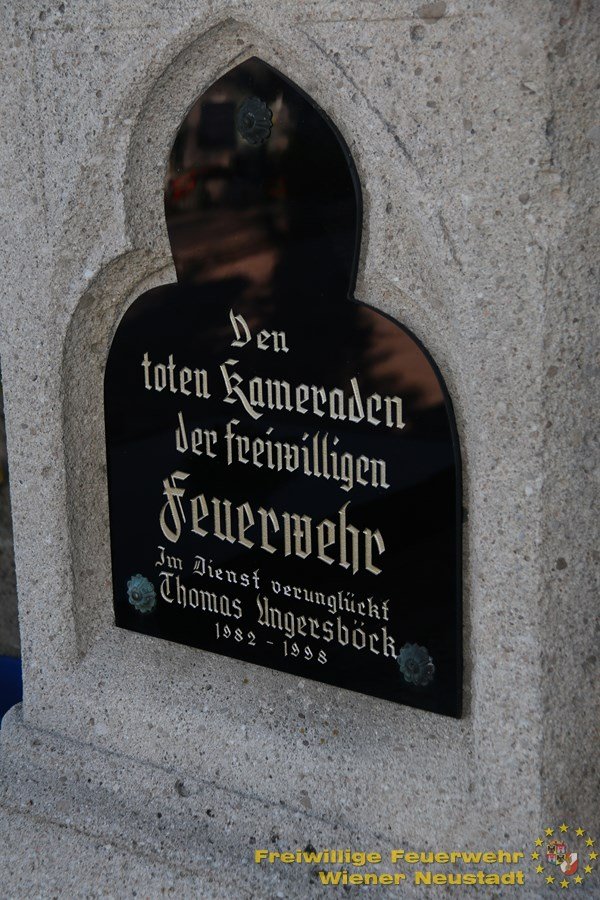 Den
toten Kameraden
der freiwilligen
Feuerwehr
Im Dienst verunglückt
Thomas Ungersböck
1982 - 1998
Freiwillige Feuerwehr
Wiener Neustadt